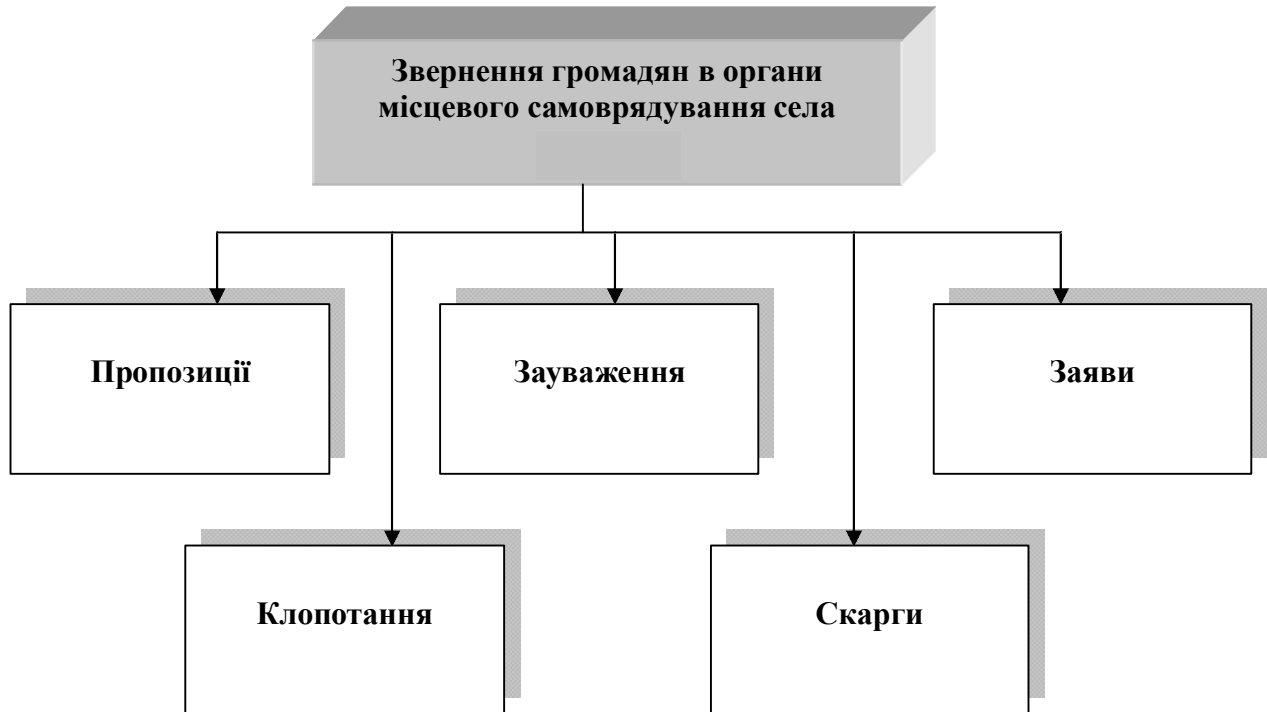 Звернення громадян в органи
місцевого самоврядування села
Пропозиції
Зауваження
Заяви
Клопотання
Скарги